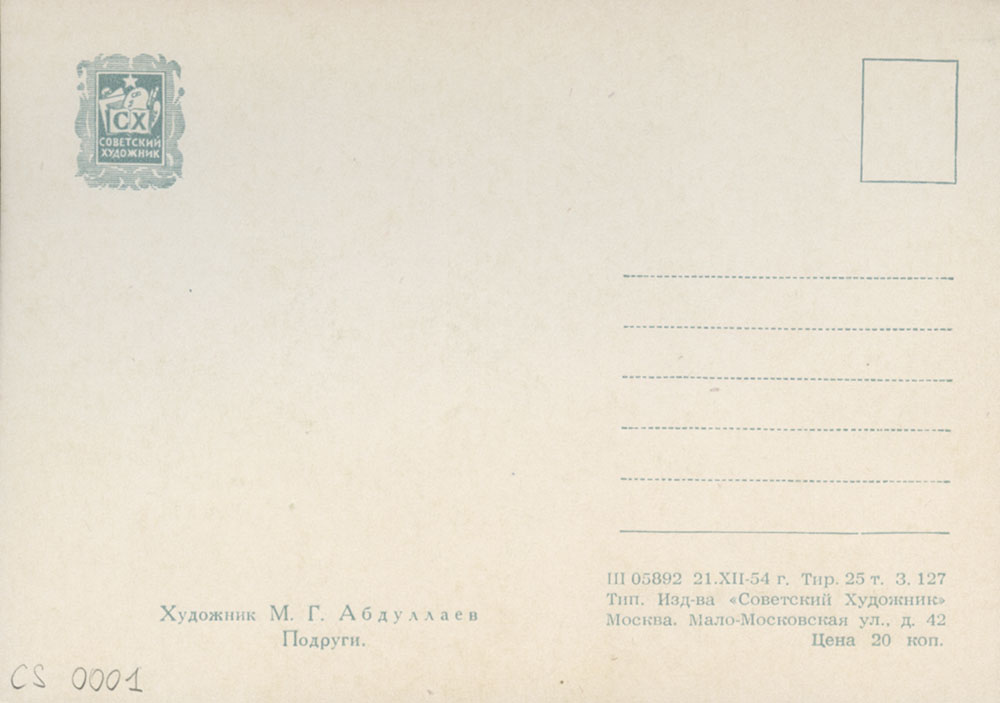 СХ
СОВЕТСКИЙ
ХУДОЖНИК
Художник М. Г. Абдуллаев
Подруги.
Ш 05892 21.XII-54 г. Тир. 25 т. З. 127
Тип. Изд-ва «Советский Художник»
Москва. Мало-Московская ул., д. 42
Цена 20 коп.
CS 0001